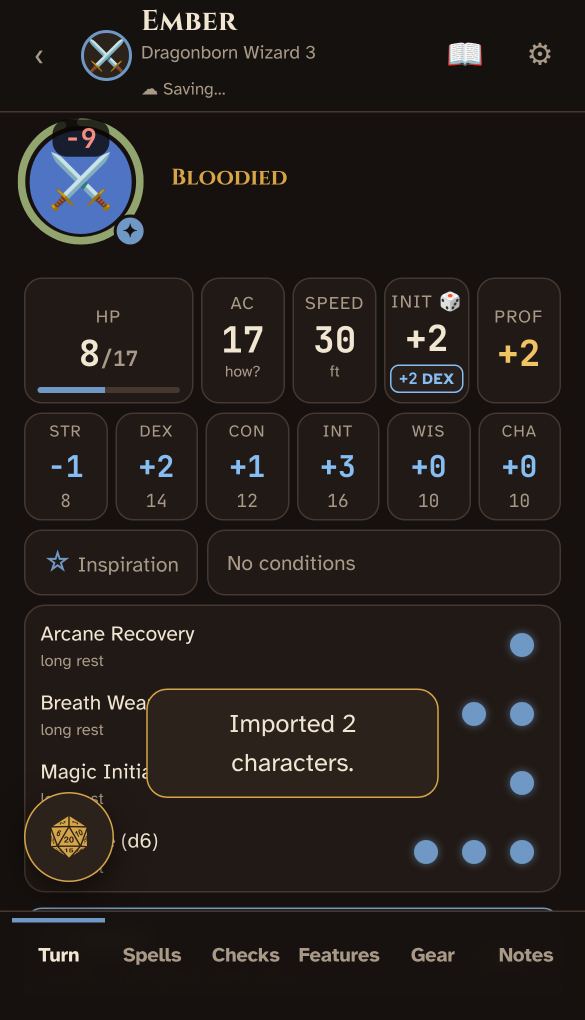 Ember
Dragonborn Wizard 3
Saving…
-9
Bloodied
HP
8/17
AC
17
how?
SPEED
30
ft
INIT
+2
+2 DEX
PROF
+2
STR
-1
8
DEX
+2
14
CON
+1
12
INT
+3
16
WIS
+0
10
CHA
+0
10
Inspiration
No conditions
Arcane Recovery
long rest
Breath Wea
long rest
Magic Initia
Imported 2
characters.
(d6)
20
Turn
Spells
Checks
Features
Gear
Notes